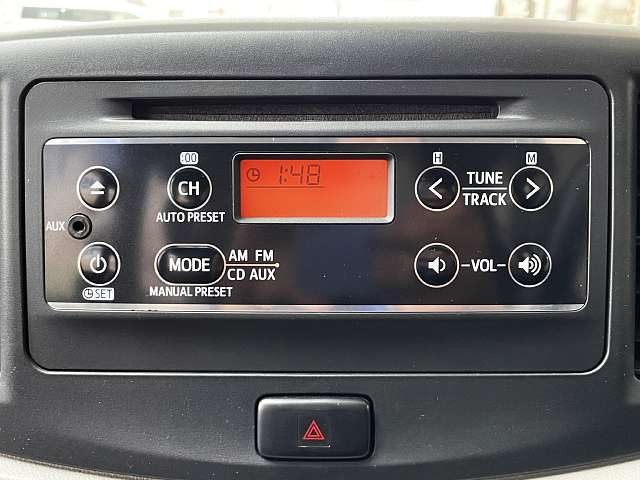 :00
H
M
CH
1:48
TUNE
TRACK
AUTO PRESET
AUX
MODE
AM FM
CD AUX
VOL
SET
MANUAL PRESET